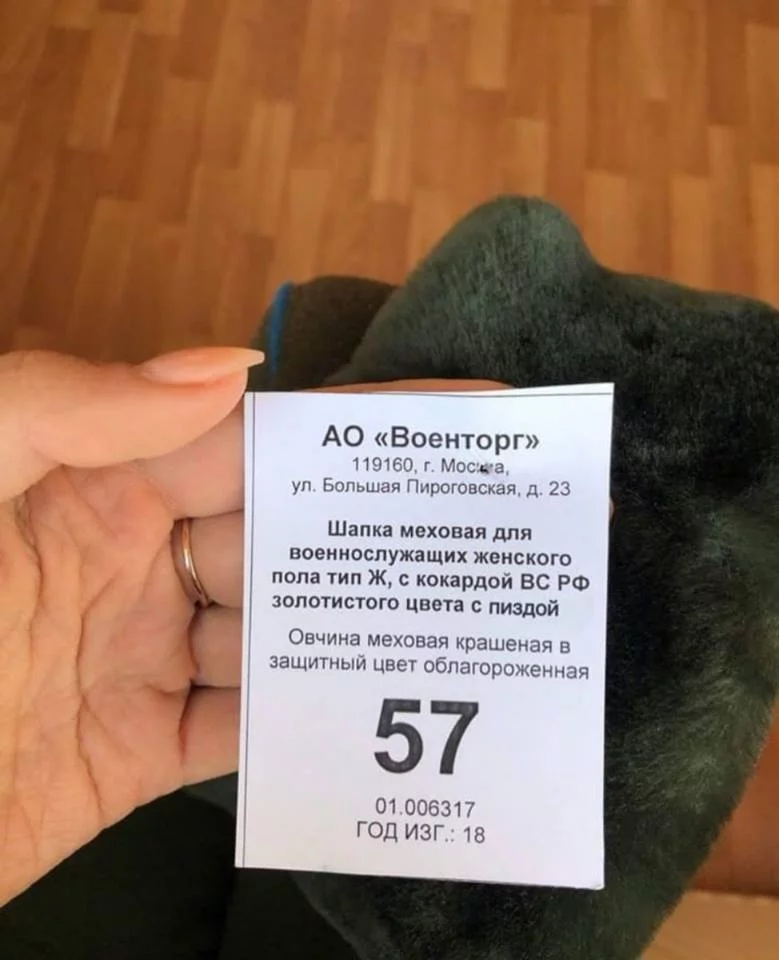 АО «Военторг»
119160, г. Москва,
ул. Большая Пироговская, д. 23
Шапка меховая для
военнослужащих женского
пола тип Ж, с кокардой ВС РФ
золотистого цвета с пиздой
Овчина меховая крашеная в
защитный цвет облагороженная
57
01.006317
ГОД ИЗГ.: 18